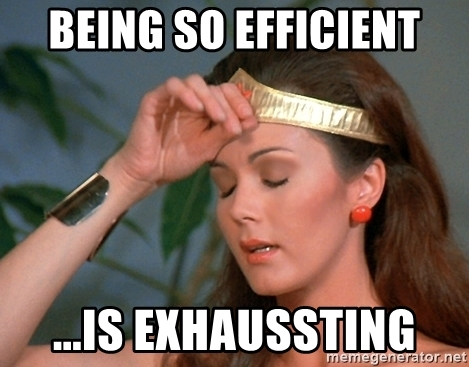 BEING SO EFFICIENT
...IS EXHAUSSTING
memegenerator.net